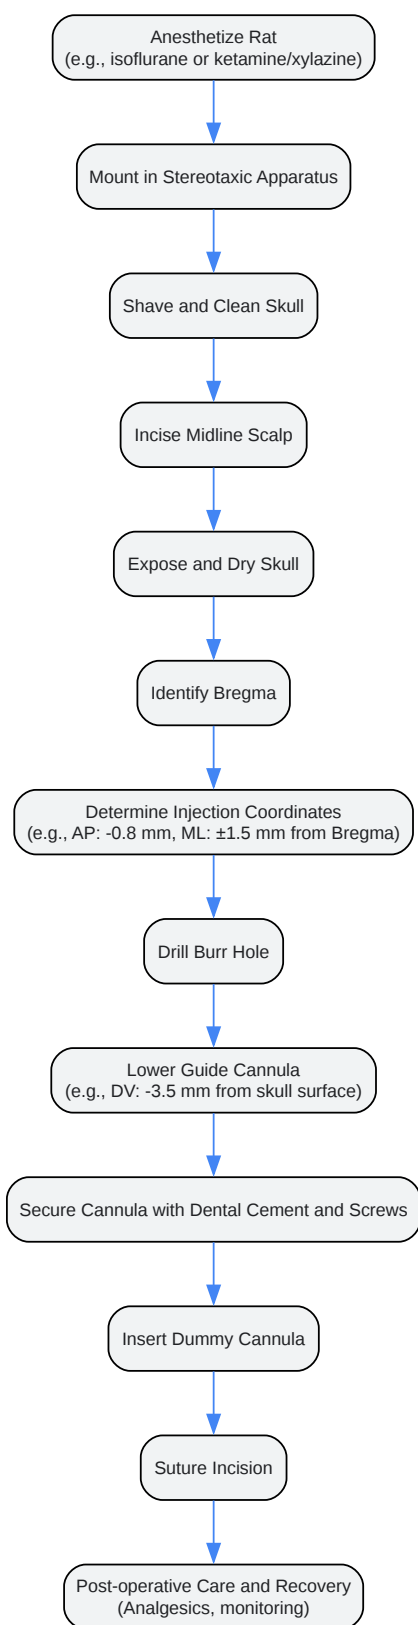 Anesthetize Rat
(e.g., isoflurane or ketamine/xylazine)
Mount in Stereotaxic Apparatus
Shave and Clean Skull
Incise Midline Scalp
Expose and Dry Skull
Identify Bregma
Determine Injection Coordinates
(e.g., AP: -0.8 mm, ML: ±1.5 mm from Bregma)
Drill Burr Hole
Lower Guide Cannula
(e.g., DV: -3.5 mm from skull surface)
Secure Cannula with Dental Cement and Screws
Insert Dummy Cannula
Suture Incision
Post-operative Care and Recovery
(Analgesics, monitoring)